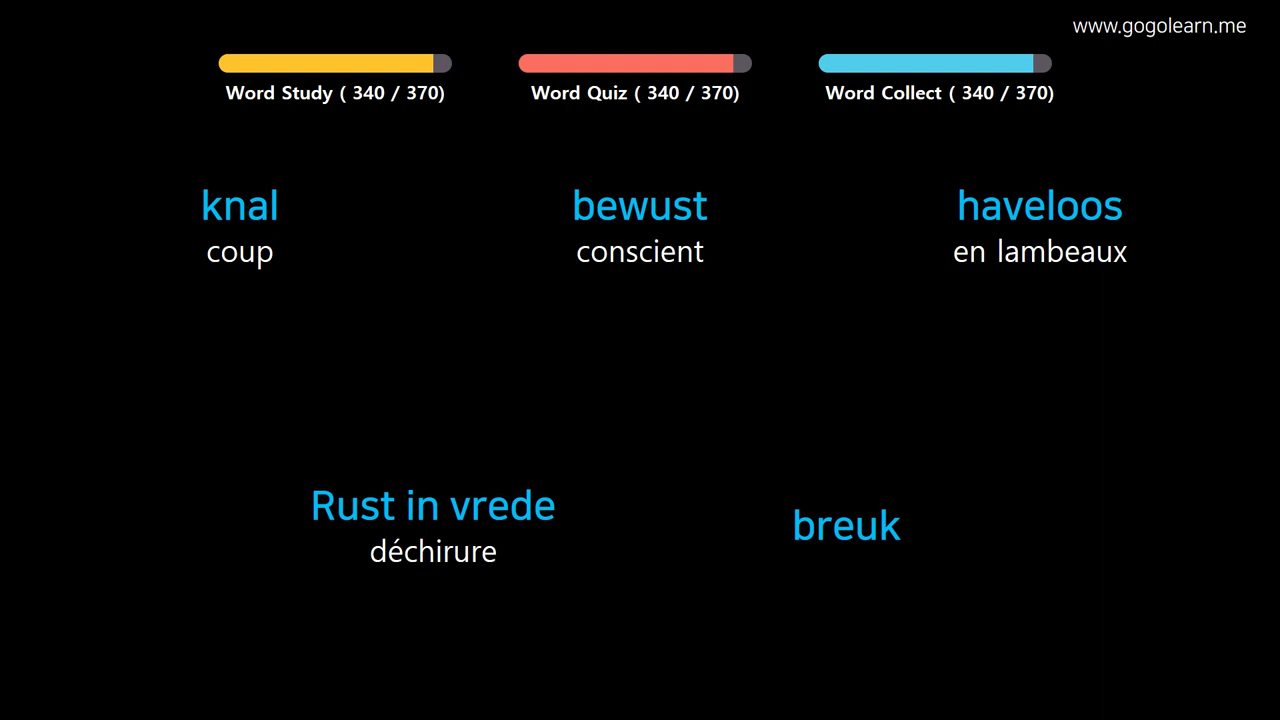 www.gogolearn.me
Word Study ( 340 / 370)
Word Quiz ( 340 / 370)
Word Collect ( 340 / 370)
knal
coup
bewust
conscient
haveloos
en lambeaux
Rust in vrede
déchirure
breuk